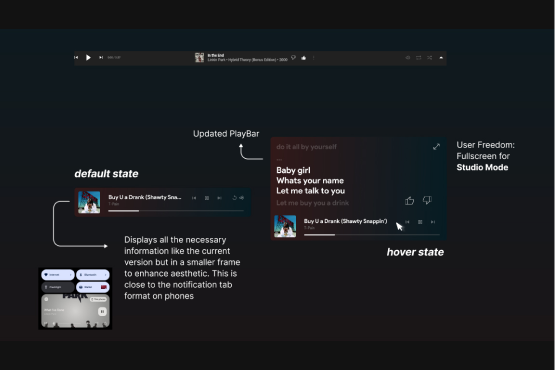 In the End
Linkin Park • Hybrid Theory (Bonus Edition) • 2000
Updated PlayBar
do it all by yourself
...
Baby girl
Whats your name
Let me talk to you
Let me buy you a drink
Buy U a Drank (Shawty Snappin')
T-Pain
User Freedom:
Fullscreen for
Studio Mode
default state
Buy U a Drank (Shawty Sna...
T-Pain
hover state
Displays all the necessary
information like the current
version but in a smaller frame
to enhance aesthetic. This is
close to the notification tab
format on phones
Internet
Bluetooth
Flashlight